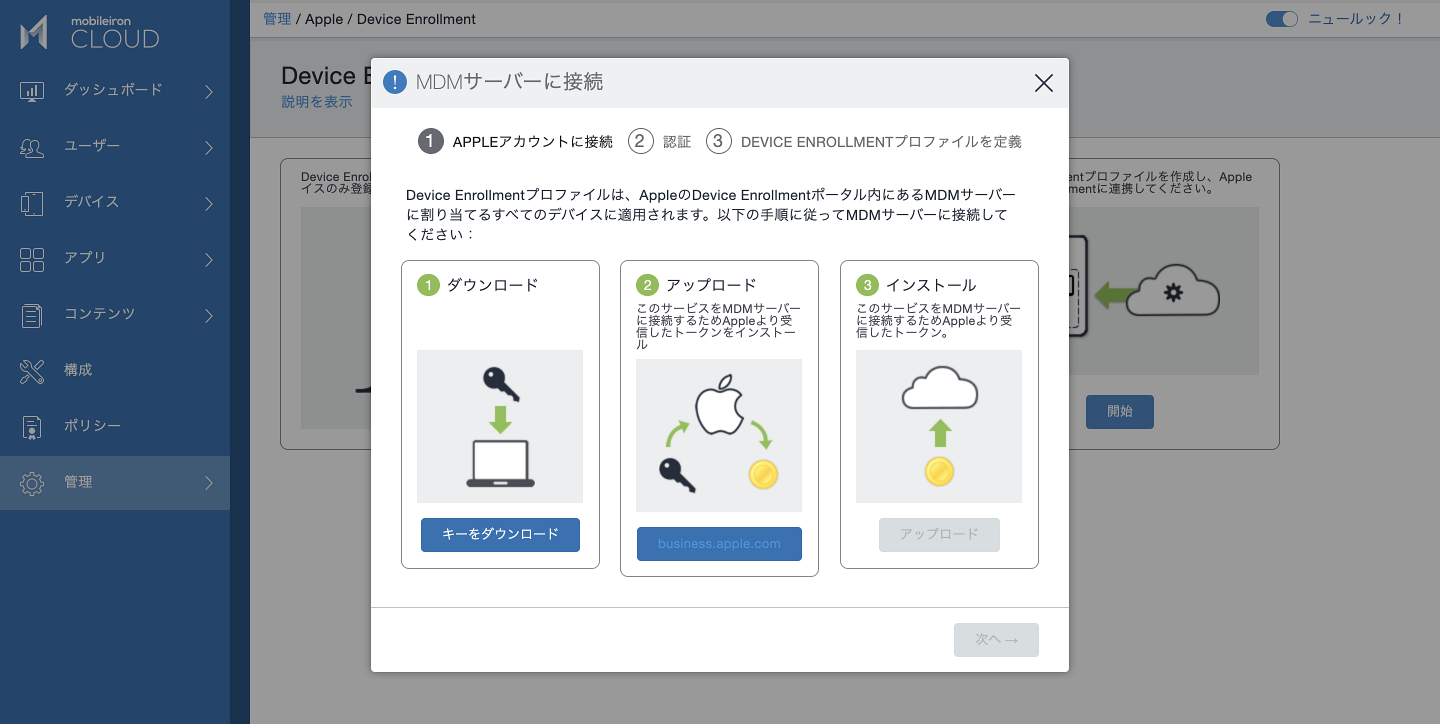 mobileiron
CLOUD
ダッシュボード
ユーザー
デバイス
アプリ
コンテンツ
構成
ポリシー
管理
管理 / Apple / Device Enrollment
ニュールック！
Device E
説明を表示
Device Enrol
イスのみ登録
! MDMサーバーに接続
1 APPLEアカウントに接続 2 認証 3 DEVICE ENROLLMENTプロファイルを定義
Device Enrollmentプロファイルは、AppleのDevice Enrollmentポータル内にあるMDMサーバー
に割り当てるすべてのデバイスに適用されます。以下の手順に従ってMDMサーバーに接続して
ください：
1 ダウンロード
キーをダウンロード
2 アップロード
このサービスをMDMサーバー
に接続するためAppleより受
信したトークンをインストー
ル
business.apple.com
3 インストール
このサービスをMDMサーバー
に接続するためAppleより受
信したトークン。
アップロード
次へ →
mentプロファイルを作成し、Apple
mentに連携してください。
開始